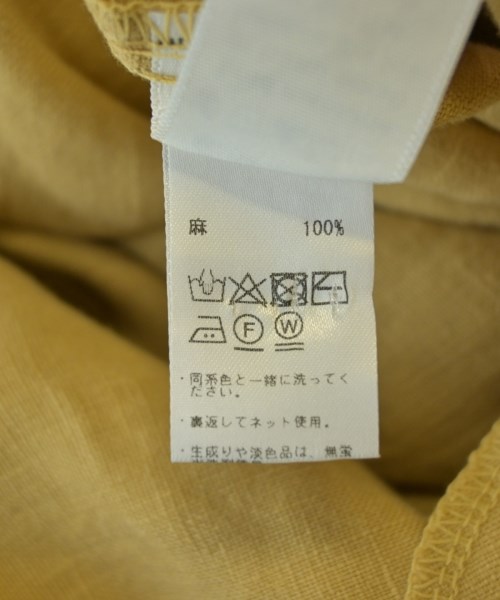 麻 100%
F W
・同系色と一緒に洗ってく
ださい。
・裏返してネット使用。
・生成りや淡色品は、無蛍